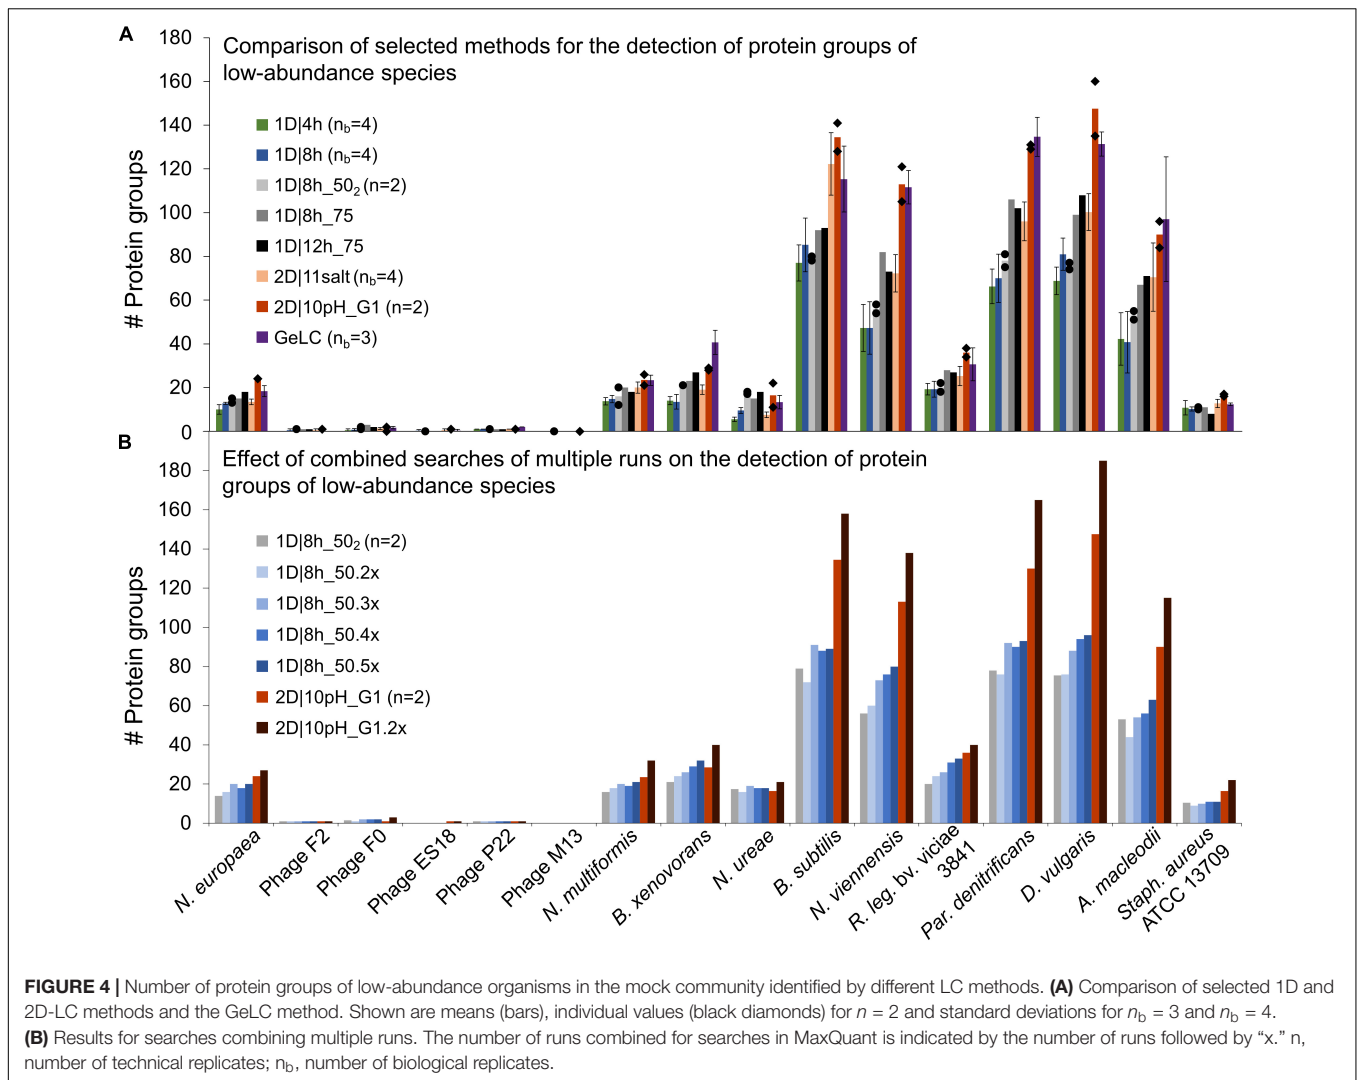 A
180
160
140
120
100
80
60
40
20
0
# Protein groups
Comparison of selected methods for the detection of protein groups of
low-abundance species
1D|4h (nb=4)
1D|8h (nb=4)
1D|8h_502 (n=2)
1D|8h_75
1D|12h_75
2D|11salt (nb=4)
2D|10pH_G1 (n=2)
GeLC (nb=3)
B
180
160
140
120
100
80
60
40
20
0
# Protein groups
Effect of combined searches of multiple runs on the detection of protein
groups of low-abundance species
1D|8h_502 (n=2)
1D|8h_50.2x
1D|8h_50.3x
1D|8h_50.4x
1D|8h_50.5x
2D|10pH_G1 (n=2)
2D|10pH_G1.2x
N. europaea
Phage F2
Phage F0
Phage ES18
Phage P22
Phage M13
N. multiformis
B. xenovorans
N. ureae
B. subtilis
N. viennensis
R. leg. bv. viciae
3841
Par. denitrificans
D. vulgaris
A. macleodii
Staph. aureus
ATCC 13709
FIGURE 4 | Number of protein groups of low-abundance organisms in the mock community identified by different LC methods. (A) Comparison of selected 1D and
2D-LC methods and the GeLC method. Shown are means (bars), individual values (black diamonds) for n = 2 and standard deviations for nb = 3 and nb = 4.
(B) Results for searches combining multiple runs. The number of runs combined for searches in MaxQuant is indicated by the number of runs followed by “x.” n,
number of technical replicates; nb, number of biological replicates.